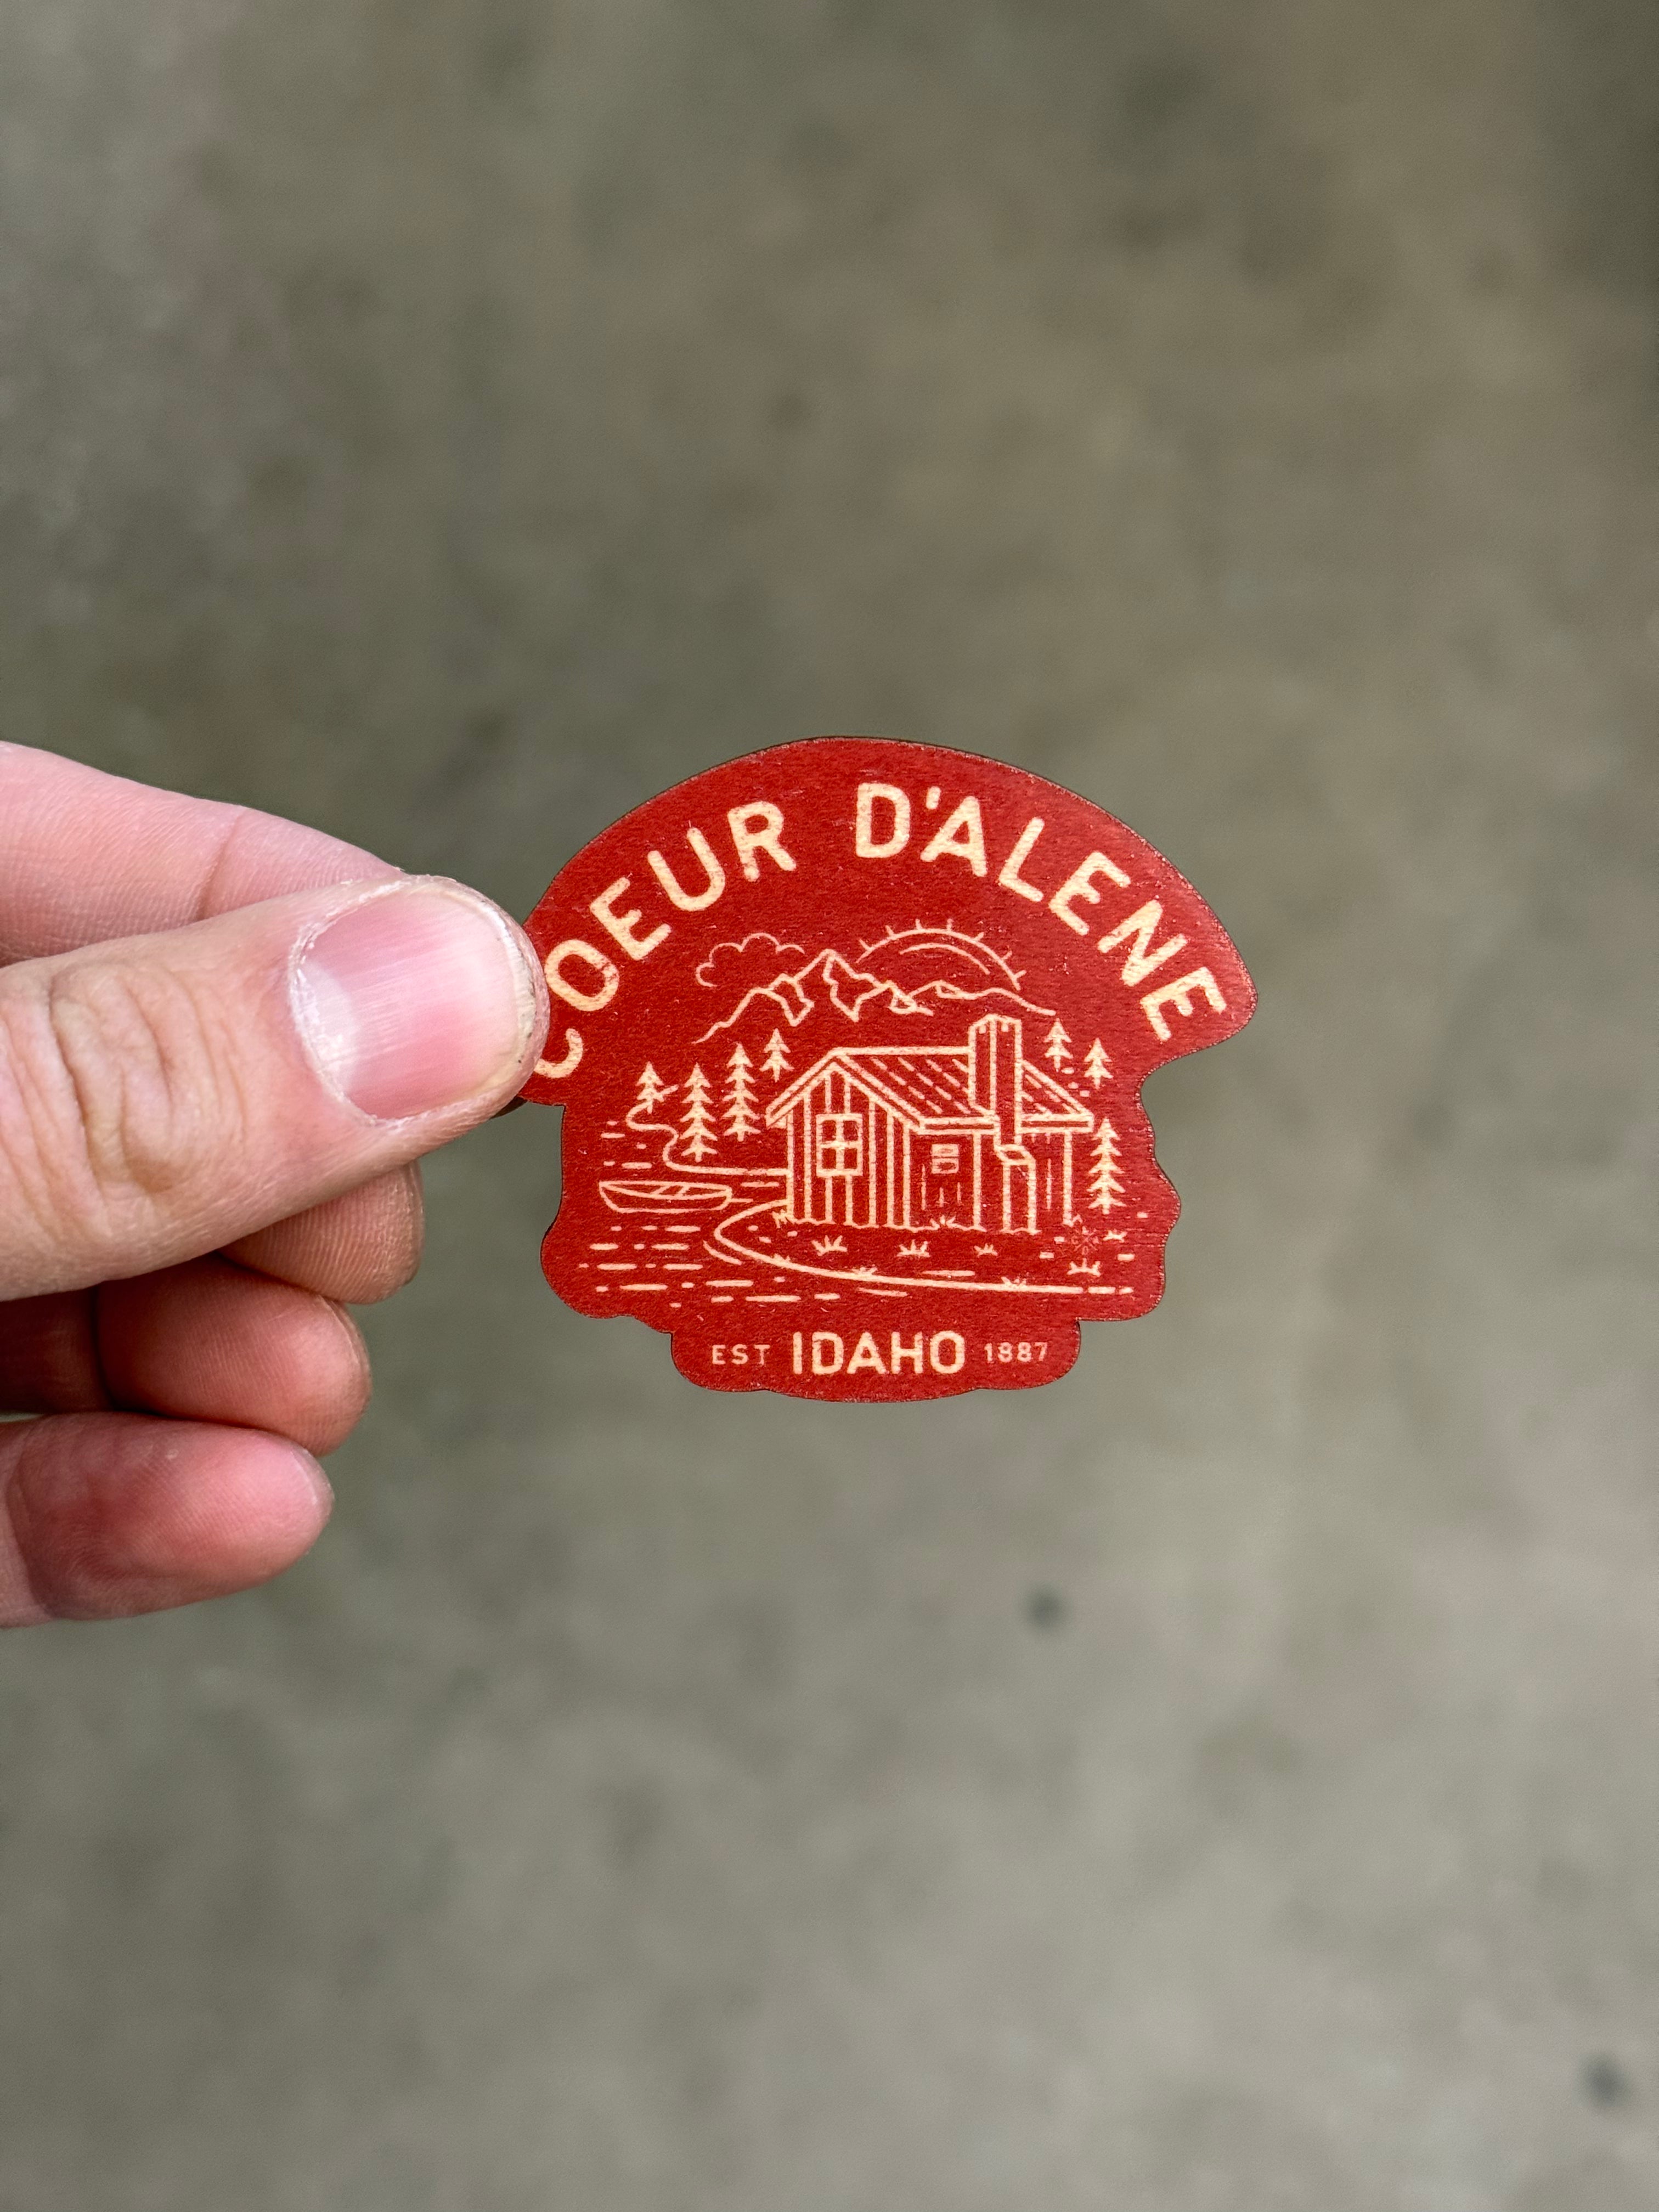 COEUR D'ALENE
EST IDAHO 1887